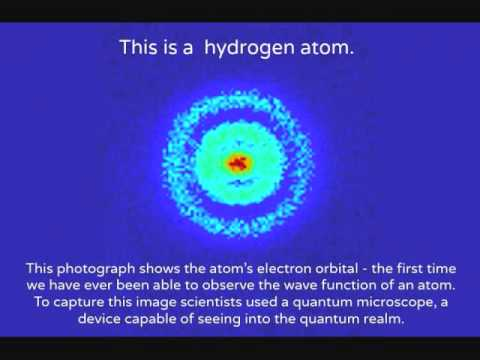 This is a  hydrogen atom.
This photograph shows the atom's electron orbital - the first time
we have ever been able to observe the wave function of an atom.
To capture this image scientists used a quantum microscope, a
device capable of seeing into the quantum realm.